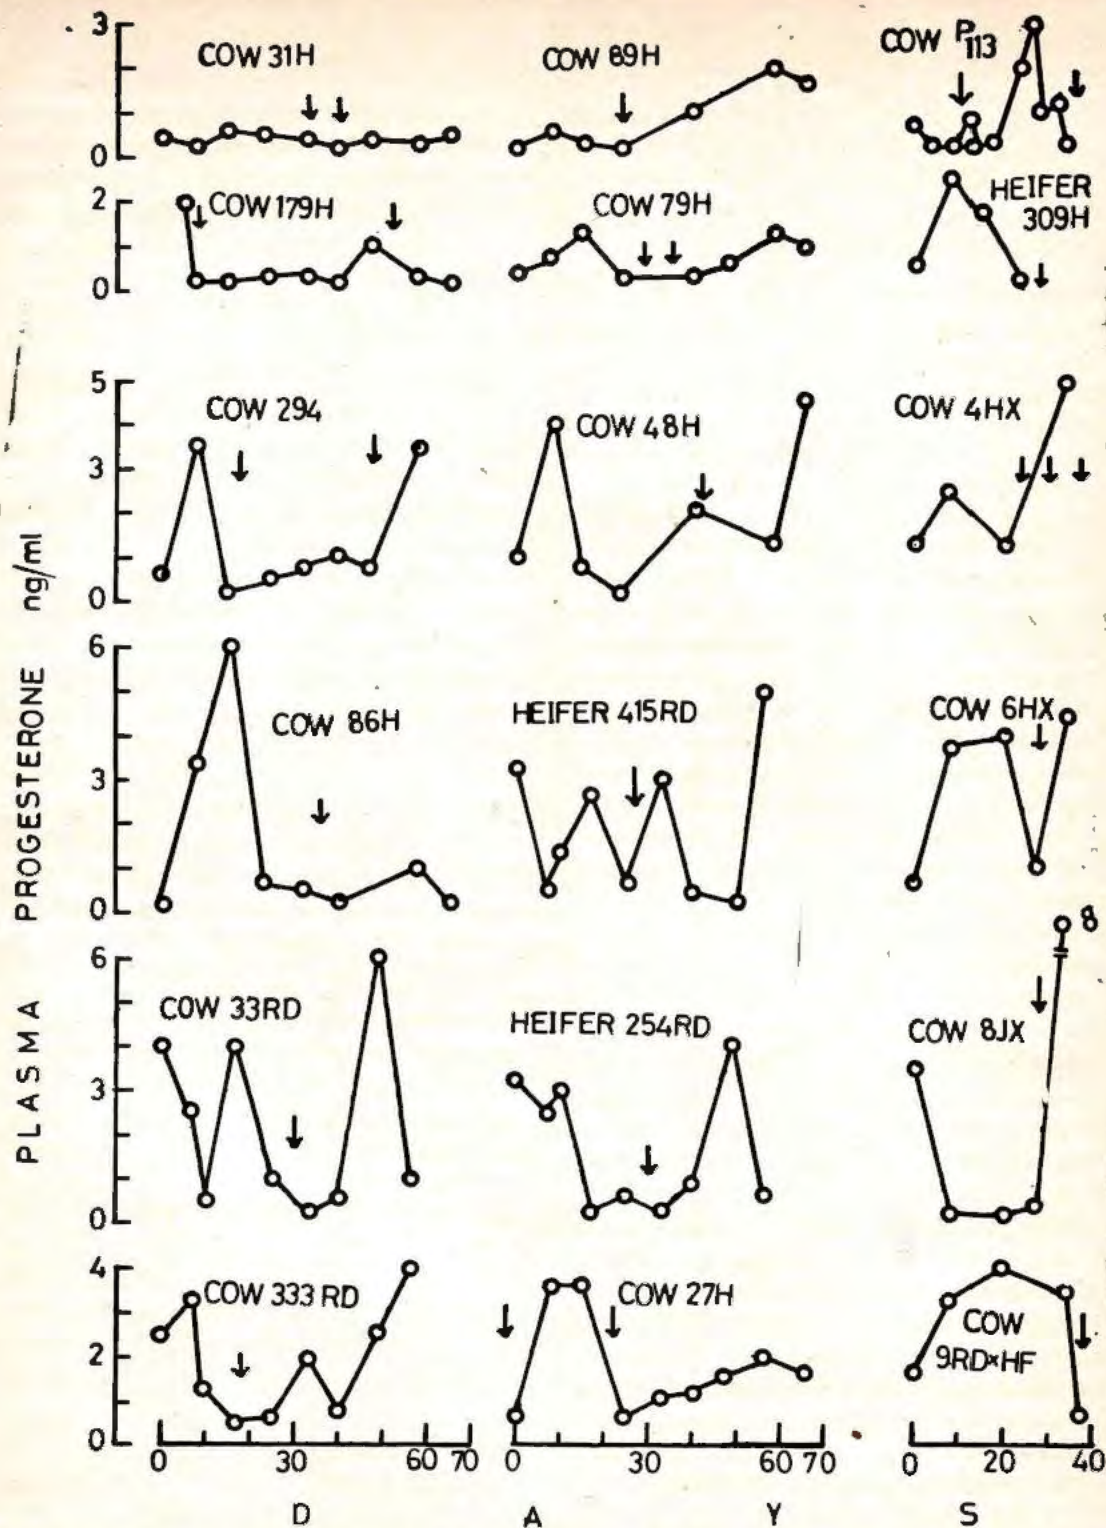 3
0
COW 31H
COW 89H
COW P113
2
0
COW 179H
COW 79H
HEIFER
309H
5
3
0
COW 294
COW 48H
COW 4HX
6
3
0
COW 86H
HEIFER 415RD
COW 6HX
6
3
0
COW 33RD
HEIFER 254RD
COW 8JX
8
4
2
0
COW 333 RD
COW 27H
COW
9RD×HF
0 30 60 70
0 30 60 70
0 20 40
D A Y S
PLASMA PROGESTERONE ng/ml